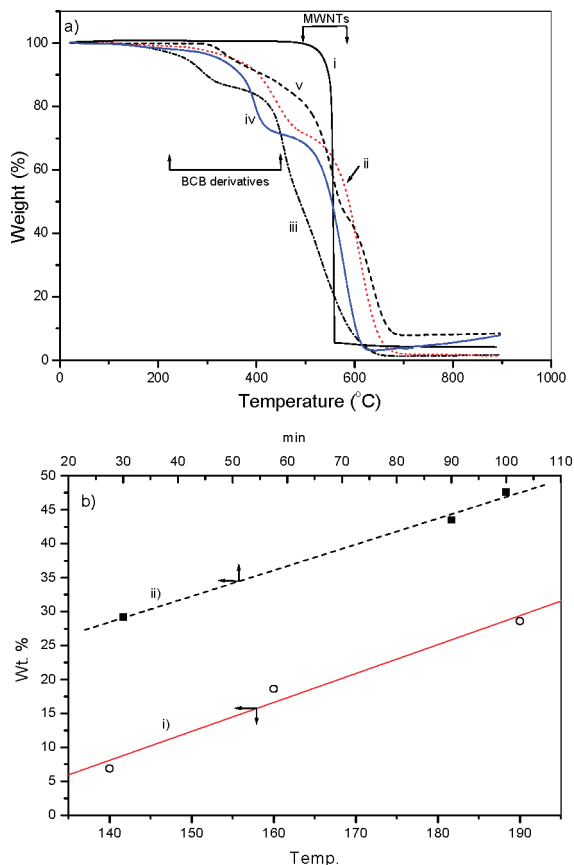 a)
MWNTs
100
80
60
40
20
0
Weight (%)
i
v
iv
ii
BCB derivatives
iii
0 200 400 600 800 1000
Temperature (°C)
min
20 30 40 50 60 70 80 90 100 110
b)
50
45
40
35
30
25
20
15
10
5
0
Wt. %
ii)
i)
140 150 160 170 180 190
Temp.